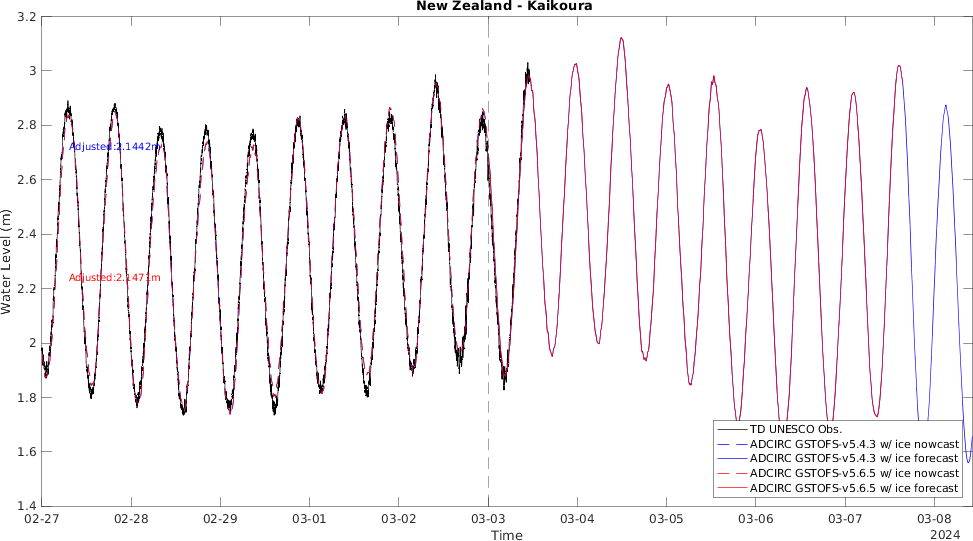 New Zealand - Kaikoura
3.2
3
2.8
2.6
2.4
2.2
2
1.8
1.6
1.4
Water Level (m)
Adjusted:2.1442m
Adjusted:2.1471m
TD UNESCO Obs.
ADCIRC GSTOFS-v5.4.3 w/ ice nowcast
ADCIRC GSTOFS-v5.4.3 w/ ice forecast
ADCIRC GSTOFS-v5.6.5 w/ ice nowcast
ADCIRC GSTOFS-v5.6.5 w/ ice forecast
02-27 02-28 02-29 03-01 03-02 03-03 03-04 03-05 03-06 03-07 03-08
Time
2024